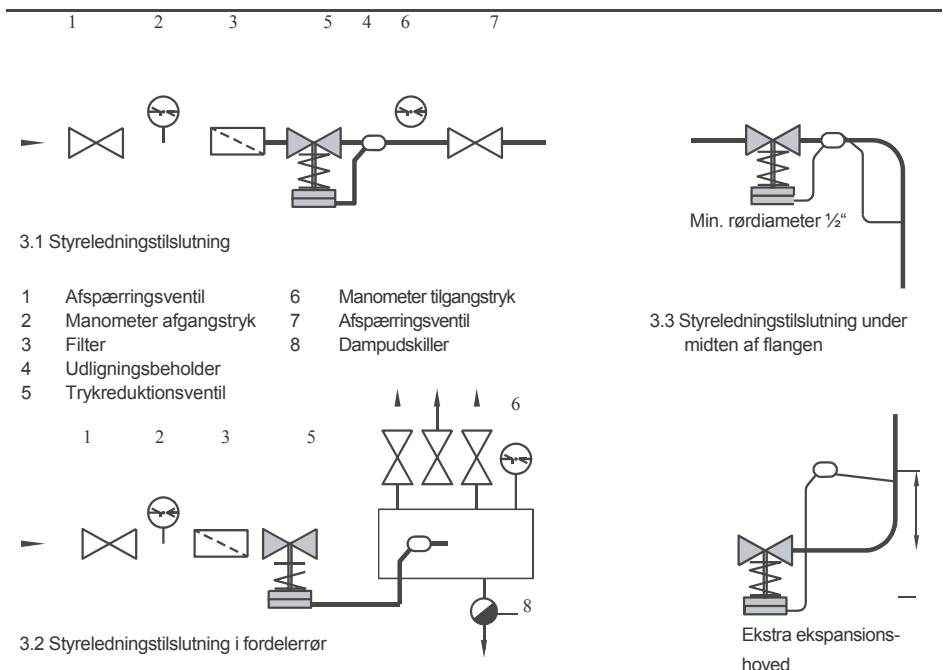 1 2 3 5 4 6 7
Min. rørdiameter ½“
3.1 Styreledningstilslutning
1 Afspærringsventil
2 Manometer afgangstryk
3 Filter
4 Udligningsbeholder
5 Trykreduktionsventil
6 Manometer tilgangstryk
7 Afspærringsventil
8 Dampudskiller
3.3 Styreledningstilslutning under
midten af flangen
1 2 3 5 6
8
3.2 Styreledningstilslutning i fordelerrør
Ekstra ekspansions-
hoved